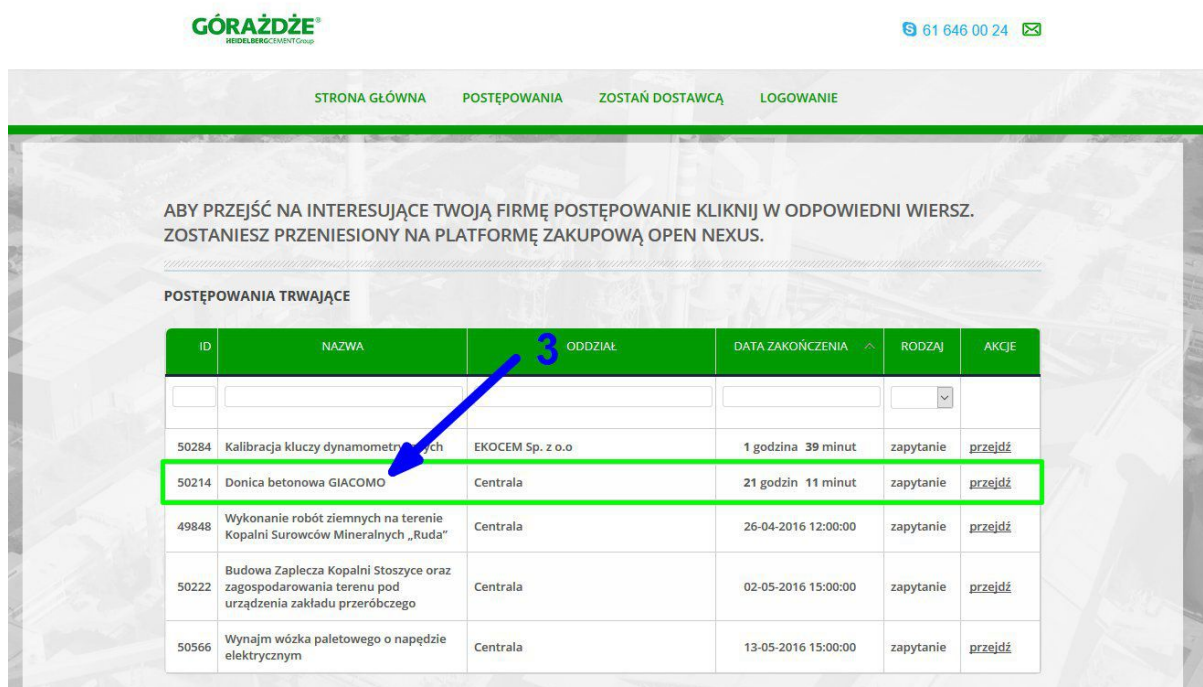 GÓRAŻDŻE®
HEIDELBERGCEMENT Group
61 646 00 24
STRONA GŁÓWNA POSTĘPOWANIA ZOSTAŃ DOSTAWCĄ LOGOWANIE
ABY PRZEJŚĆ NA INTERESUJĄCE TWOJĄ FIRMĘ POSTĘPOWANIE KLIKNIJ W ODPOWIEDNI WIERSZ.
ZOSTANIESZ PRZENIESIONY NA PLATFORMĘ ZAKUPOWĄ OPEN NEXUS.
POSTĘPOWANIA TRWAJĄCE
ID NAZWA ODDZIAŁ DATA ZAKOŃCZENIA RODZAJ AKCJE
3
50284 Kalibracja kluczy EKOCEM Sp. z o.o 1 godzina 39 minut zapytanie przejdź
50214 Donica betonowa GIACOMO Centrala 21 godzin 11 minut zapytanie przejdź
49848 Wykonanie robót ziemnych na terenie
Kopalni Surowców Mineralnych „Ruda” Centrala 26-04-2016 12:00:00 zapytanie przejdź
Budowa Zaplecza Kopalni Stoszyce oraz
50222 zagospodarowania terenu pod Centrala 02-05-2016 15:00:00 zapytanie przejdź
urządzenia zakładu przeróbczego
50566 Wynajm wózka paletowego o napędzie
elektrycznym Centrala 13-05-2016 15:00:00 zapytanie przejdź